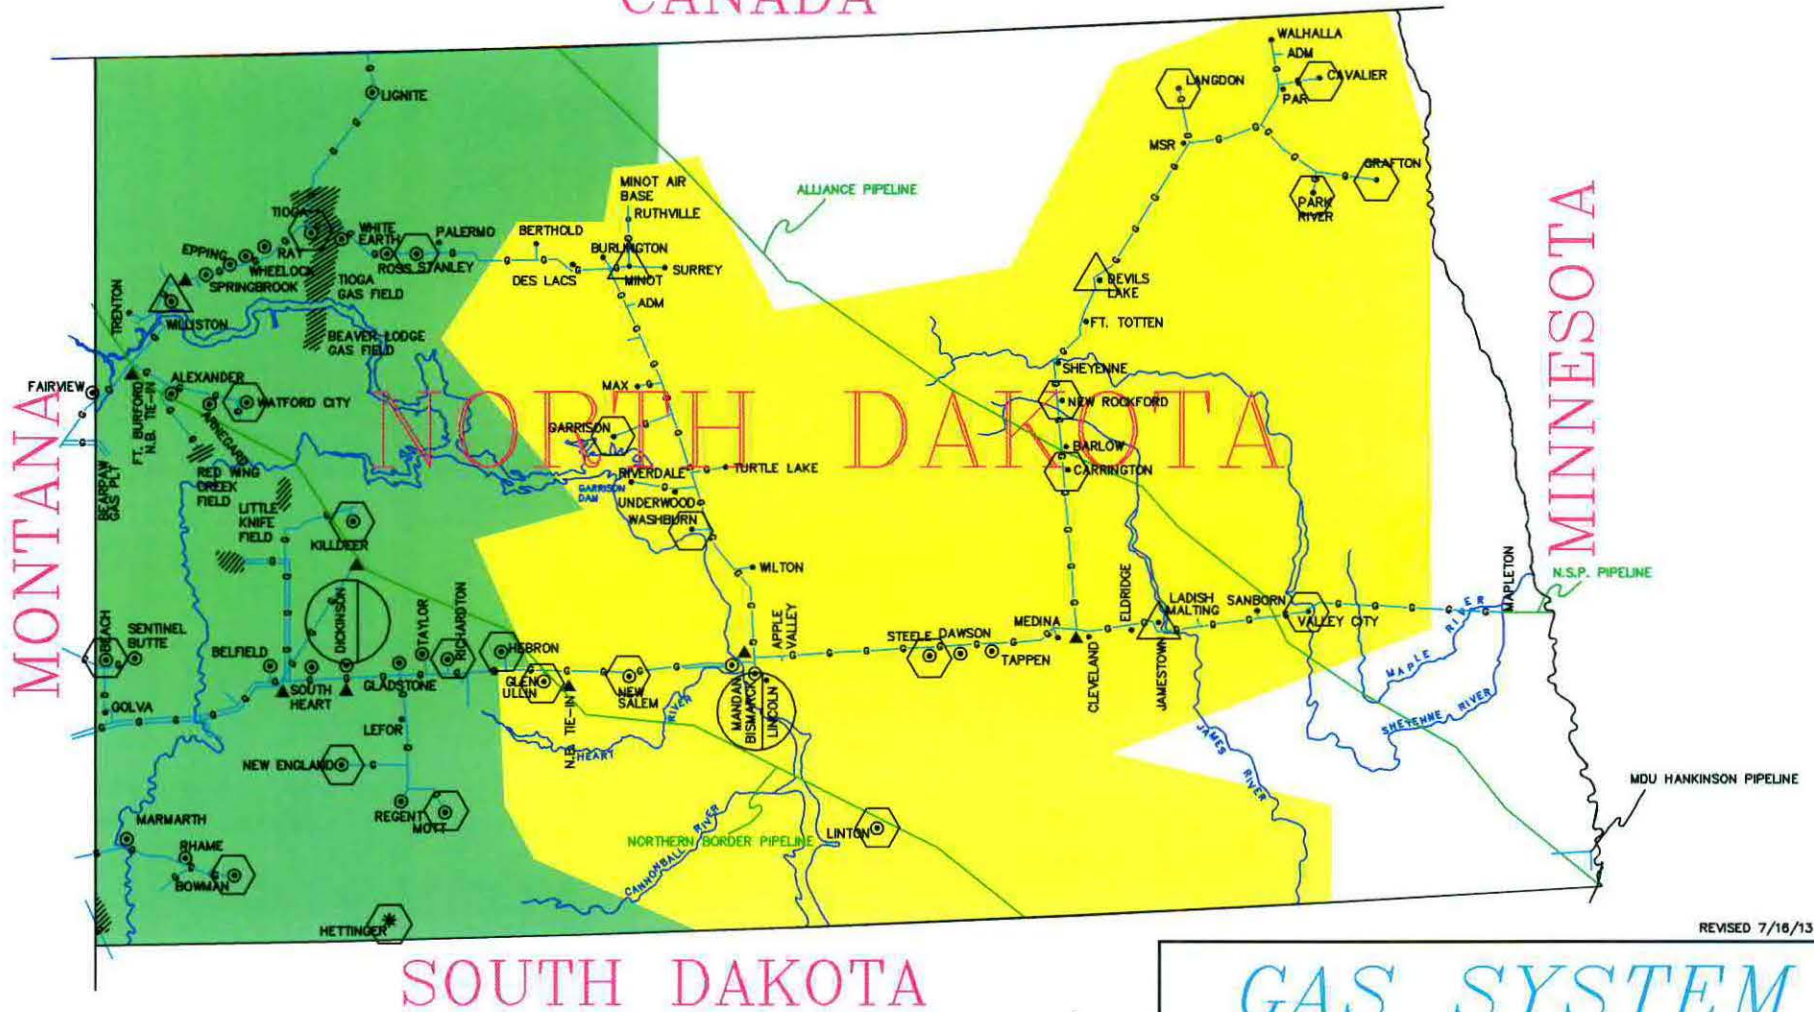 CANADA
WALHALLA
ADM
LANGDON
CAVALIER
PAR
LIGNITE
MSR
GRAFTON
PARK
RIVER
MINOT AIR
BASE
RUTHVILLE
ALLIANCE PIPELINE
TIOGA
WHITE
EARTH
PALERMO
BERTHOLD
BURLINGTON
EPPING
RAY
WHEELOCK
SPRINGBROOK
ROSS
STANLEY
DES LACS
MINOT
SURREY
TIOGA
GAS FIELD
DEVILS
LAKE
ADM
TRENTON
WILLISTON
FT. TOTTEN
BEAVER LODGE
GAS FIELD
SHEYENNE
FAIRVIEW
ALEXANDER
WATFORD CITY
MAX
NEW ROCKFORD
FT. BURFORD
N.B. TIE-IN
ARNEGARD
NORTH DAKOTA
MONTANA
MINNESOTA
GARRISON
BARLOW
CARRINGTON
RED WING
CREEK
FIELD
BEARPAW
GAS PLT
RIVERDALE
TURTLE LAKE
GARRISON
DAM
UNDERWOOD
WASHBURN
LITTLE
KNIFE
FIELD
KILLDEER
WILTON
MAPLETON
N.S.P. PIPELINE
BEACH
SENTINEL
BUTTE
BELFIELD
DICKINSON
TAYLOR
RICHARDTON
HEBRON
APPLE
VALLEY
STEELE
DAWSON
TAPPEN
MEDINA
CLEVELAND
ELDRIDGE
LADISH
MALTING
JAMESTOWN
SANBORN
VALLEY CITY
MAPLE RIVER
SOUTH
HEART
GLADSTONE
GLEN
ULLIN
NEW
SALEM
MANDAN
BISMARCK
LINCOLN
GOLVA
LEFOR
N.B. TIE-IN
HEART RIVER
SHEYENNE RIVER
JAMES RIVER
NEW ENGLAND
MDU HANKINSON PIPELINE
REGENT
MOTT
MARMARTH
RHAME
BOWMAN
NORTHERN BORDER PIPELINE
CANNONBALL RIVER
LINTON
HETTINGER
REVISED 7/16/13
SOUTH DAKOTA
GAS SYSTEM